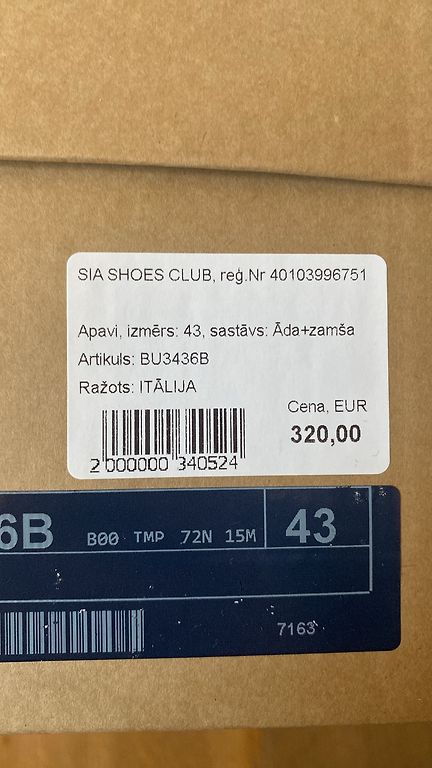 SIA SHOES CLUB, reģ.Nr 40103996751
Apavi, izmērs: 43, sastāvs: Āda+zamša
Artikuls: BU3436B
Ražots: ITĀLIJA
Cena, EUR
320,00
2 000000 340524
6B B00 TMP 72N 15M 43
7163